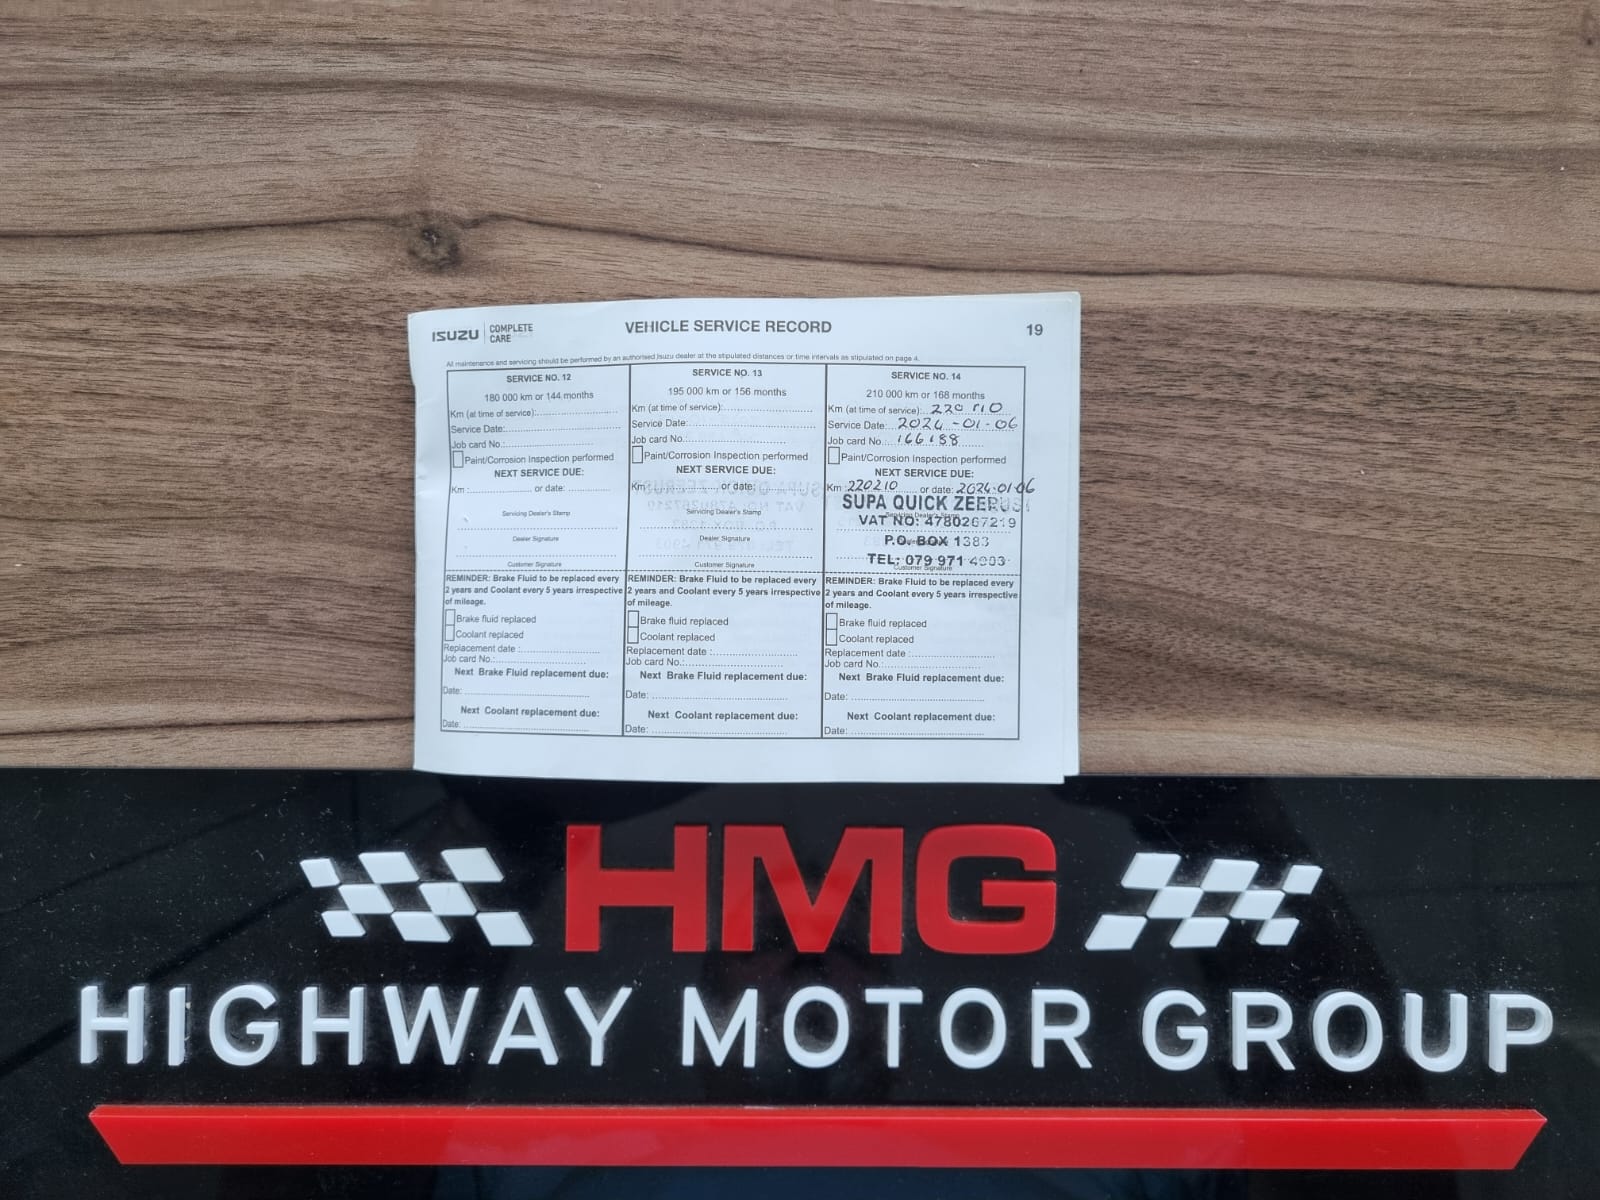 ISUZU COMPLETE CARE
VEHICLE SERVICE RECORD
19
All maintenance and servicing should be performed by an authorised Isuzu dealer at the stipulated distances or time intervals as stipulated on page 4.
SERVICE NO. 12
180 000 km or 144 months
Km (at time of service):
Service Date:
Job card No.:
Paint/Corrosion Inspection performed
NEXT SERVICE DUE:
Km : or date:
Servicing Dealer's Stamp
Dealer Signature
Customer Signature
REMINDER: Brake Fluid to be replaced every
2 years and Coolant every 5 years irrespective
of mileage.
Brake fluid replaced
Coolant replaced
Replacement date :
Job card No.:
Next Brake Fluid replacement due:
Date:
Next Coolant replacement due:
Date:
SERVICE NO. 13
195 000 km or 156 months
Km (at time of service):
Service Date:
Job card No.:
Paint/Corrosion Inspection performed
NEXT SERVICE DUE:
Km : or date:
Servicing Dealer's Stamp
Dealer Signature
Customer Signature
REMINDER: Brake Fluid to be replaced every
2 years and Coolant every 5 years irrespective
of mileage.
Brake fluid replaced
Coolant replaced
Replacement date :
Job card No.:
Next Brake Fluid replacement due:
Date:
Next Coolant replacement due:
Date:
SERVICE NO. 14
210 000 km or 168 months
Km (at time of service):
Service Date: 2024-01-06
Job card No. 166188
Paint/Corrosion Inspection performed
NEXT SERVICE DUE:
Km : 220210 or date: 2024.01.06
SUPA QUICK ZEERUST
VAT NO: 4780267219
P.O. BOX 1383
TEL: 079 971 4903
Customer Signature
REMINDER: Brake Fluid to be replaced every
2 years and Coolant every 5 years irrespective
of mileage.
Brake fluid replaced
Coolant replaced
Replacement date :
Job card No.:
Next Brake Fluid replacement due:
Date:
Next Coolant replacement due:
Date:
HMG
HIGHWAY MOTOR GROUP